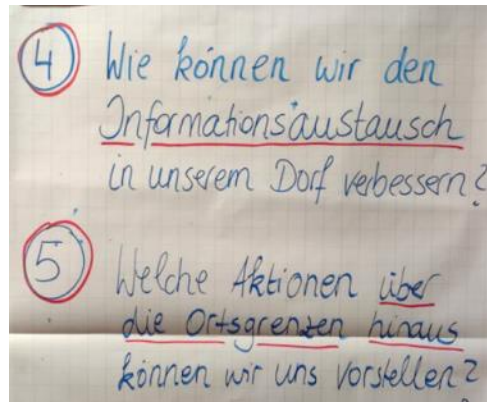 4 Wie können wir den
Informationsaustausch
in unserem Dorf verbessern?
5 Welche Aktionen über
die Ortsgrenzen hinaus
können wir uns vorstellen?